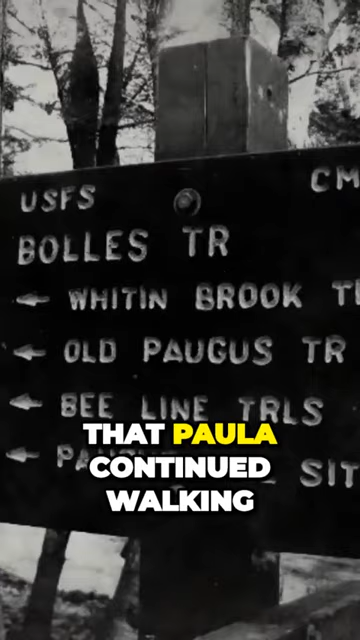 USFS CM
BOLLES TR
WHITIN BROOK
OLD PAUGUS TR
BEE LINE TRLS
SIT
THAT PAULA
CONTINUED
WALKING